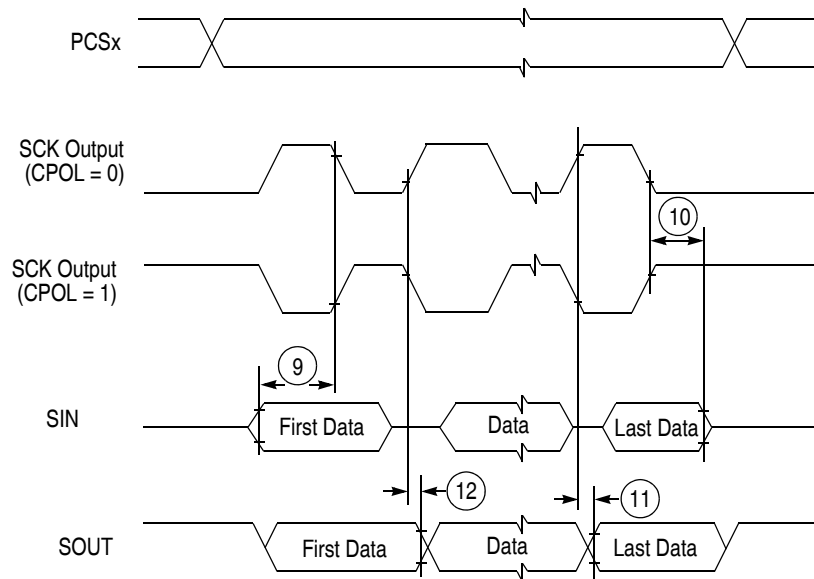 PCSx
SCK Output
(CPOL = 0)
10
SCK Output
(CPOL = 1)
9
SIN
First Data
Data
Last Data
12
11
SOUT
First Data
Data
Last Data